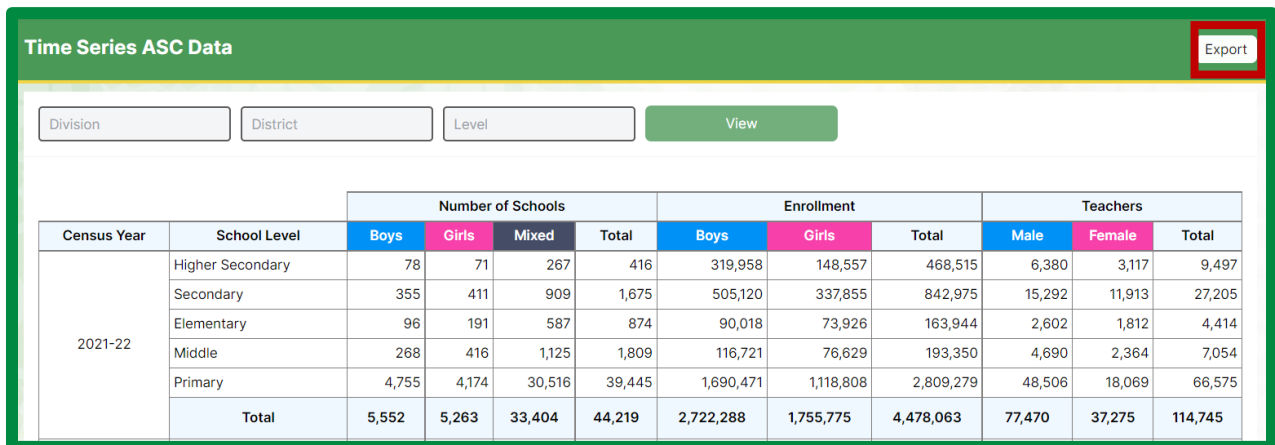 Time Series ASC Data
Export
Division District Level View
Number of Schools Enrollment Teachers
Census Year School Level Boys Girls Mixed Total Boys Girls Total Male Female Total
Higher Secondary 78 71 267 416 319,958 148,557 468,515 6,380 3,117 9,497
Secondary 355 411 909 1,675 505,120 337,855 842,975 15,292 11,913 27,205
Elementary 96 191 587 874 90,018 73,926 163,944 2,602 1,812 4,414
2021-22
Middle 268 416 1,125 1,809 116,721 76,629 193,350 4,690 2,364 7,054
Primary 4,755 4,174 30,516 39,445 1,690,471 1,118,808 2,809,279 48,506 18,069 66,575
Total 5,552 5,263 33,404 44,219 2,722,288 1,755,775 4,478,063 77,470 37,275 114,745